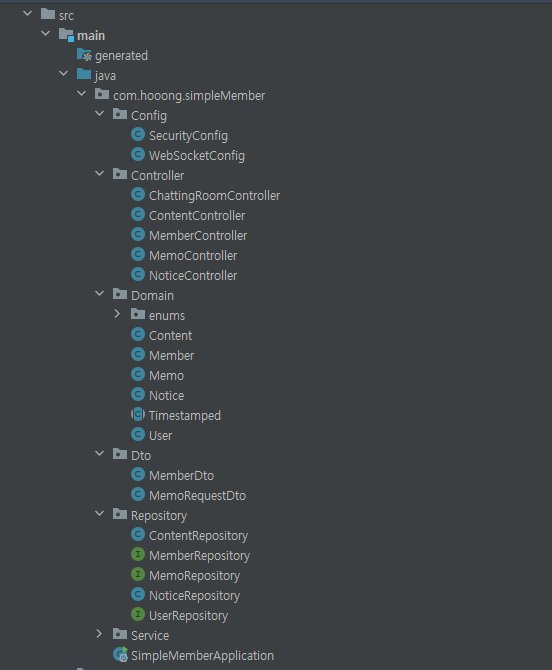 src
main
generated
java
com.hooong.simpleMember
Config
SecurityConfig
WebSocketConfig
Controller
ChattingRoomController
ContentController
MemberController
MemoController
NoticeController
Domain
enums
Content
Member
Memo
Notice
Timestamped
User
Dto
MemberDto
MemoRequestDto
Repository
ContentRepository
MemberRepository
MemoRepository
NoticeRepository
UserRepository
Service
SimpleMemberApplication